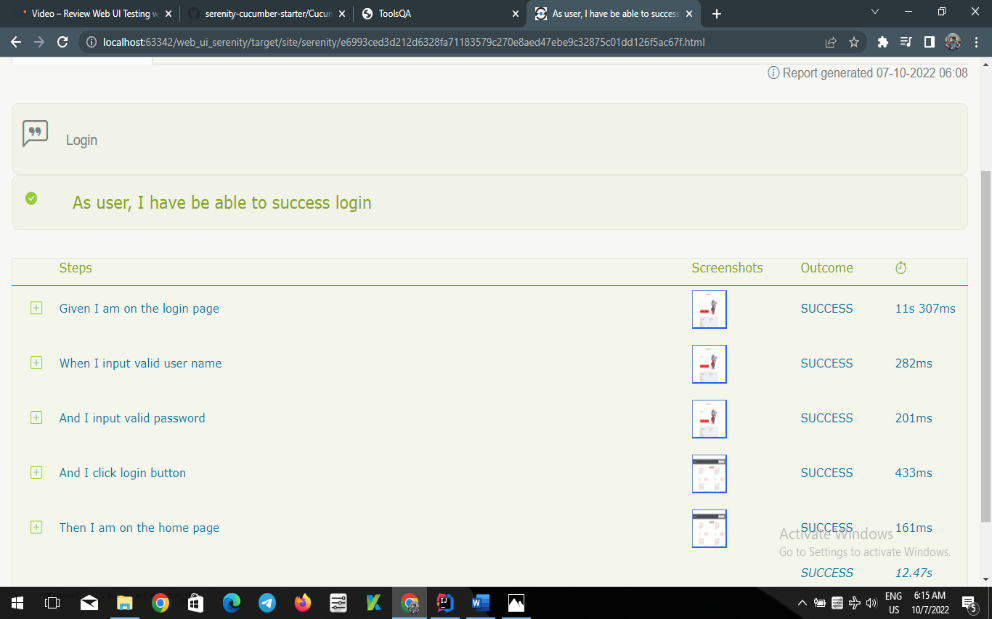 Video – Review Web UI Testing w
serenity-cucumber-starter/Cucun
ToolsQA
As user, I have be able to success
localhost:63342/web_ui_serenity/target/site/serenity/e6993ced3d212d6328fa71183579c270e8aed47ebe9c32875c01dd126f5ac67f.html
Report generated 07-10-2022 06:08
Login
As user, I have be able to success login
Steps Screenshots Outcome
Given I am on the login page SUCCESS 11s 307ms
When I input valid user name SUCCESS 282ms
And I input valid password SUCCESS 201ms
And I click login button SUCCESS 433ms
Then I am on the home page SUCCESS 161ms
Activate Windows
Go to Settings to activate Windows.
SUCCESS 12.47s
ENG 6:15 AM
US 10/7/2022
5